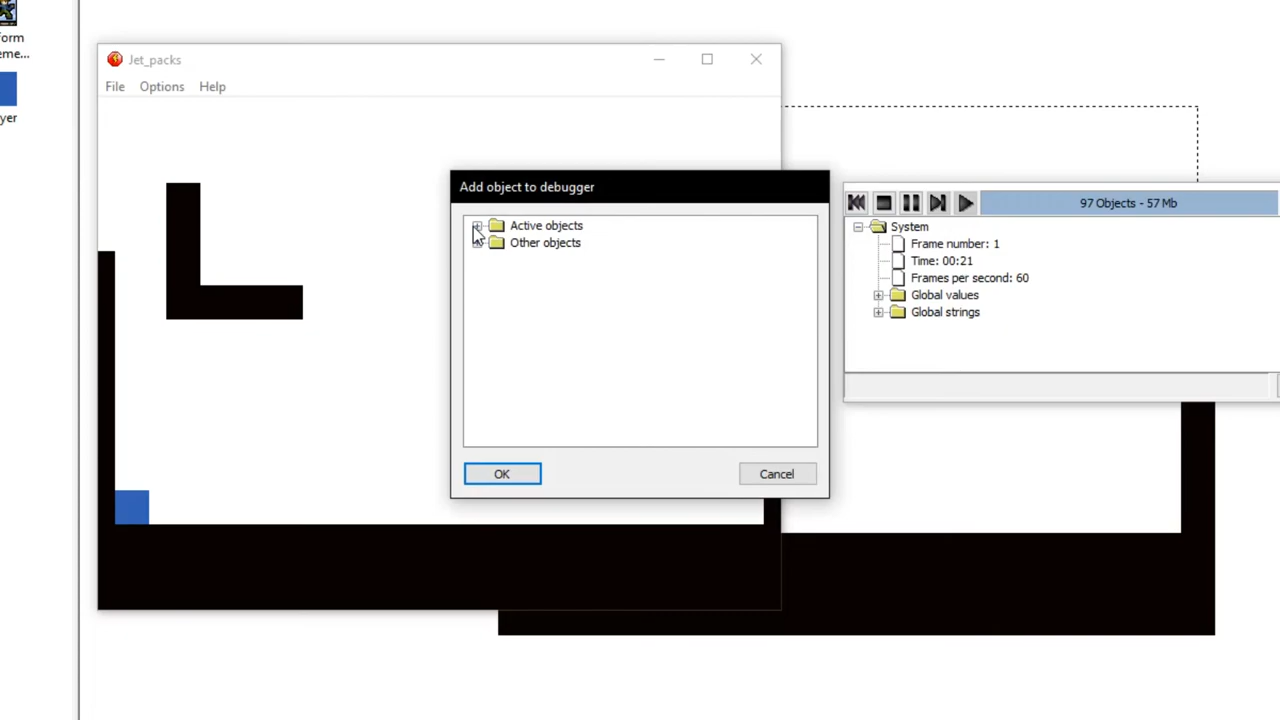 orm
eme...
yer
Jet_packs
File Options Help
Add object to debugger
Active objects
Other objects
OK Cancel
97 Objects - 57 Mb
System
Frame number: 1
Time: 00:21
Frames per second: 60
Global values
Global strings